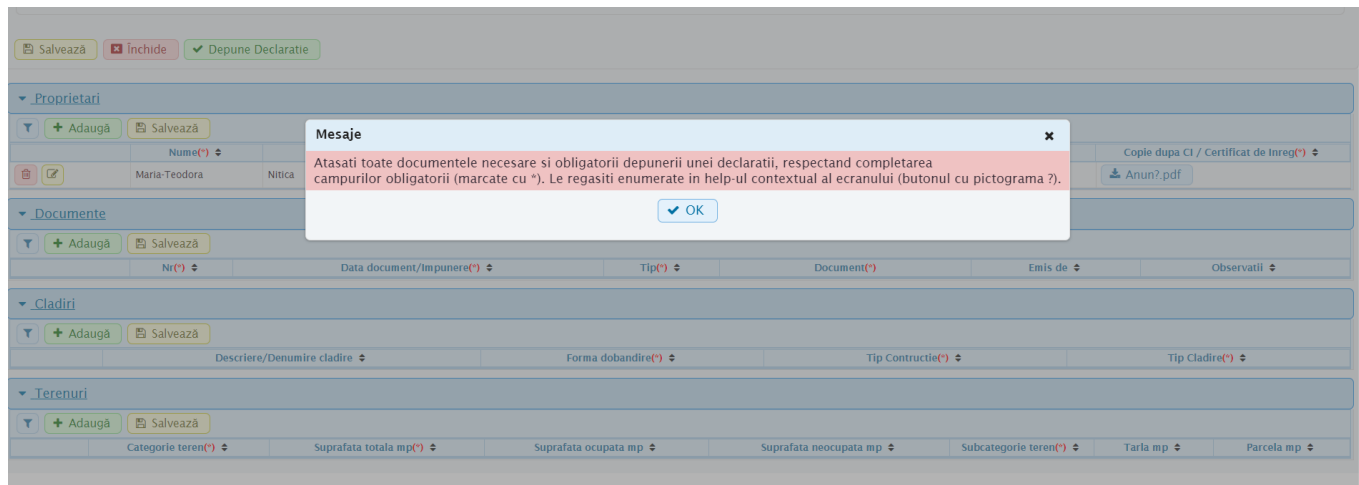 Salvează Închide Depune Declaratie
Proprietari
Adaugă Salvează
Mesaje
Nume(*) Copie dupa CI / Certificat de Inreg(*)
Atasati toate documentele necesare si obligatorii depunerii unei declaratii, respectand completarea
Maria-Teodora Nitica campurilor obligatorii (marcate cu *). Le regasiti enumerate in help-ul contextual al ecranului (butonul cu pictograma ?). Anun?.pdf
OK
Documente
Adaugă Salvează
Nr(*) Data document/Impunere(*) Tip(*) Document(*) Emis de Observatii
Cladiri
Adaugă Salvează
Descriere/Denumire cladire Forma dobandire(*) Tip Contructie(*) Tip Cladire(*)
Terenuri
Adaugă Salvează
Categorie teren(*) Suprafata totala mp(*) Suprafata ocupata mp Suprafata neocupata mp Subcategorie teren(*) Tarla mp Parcela mp